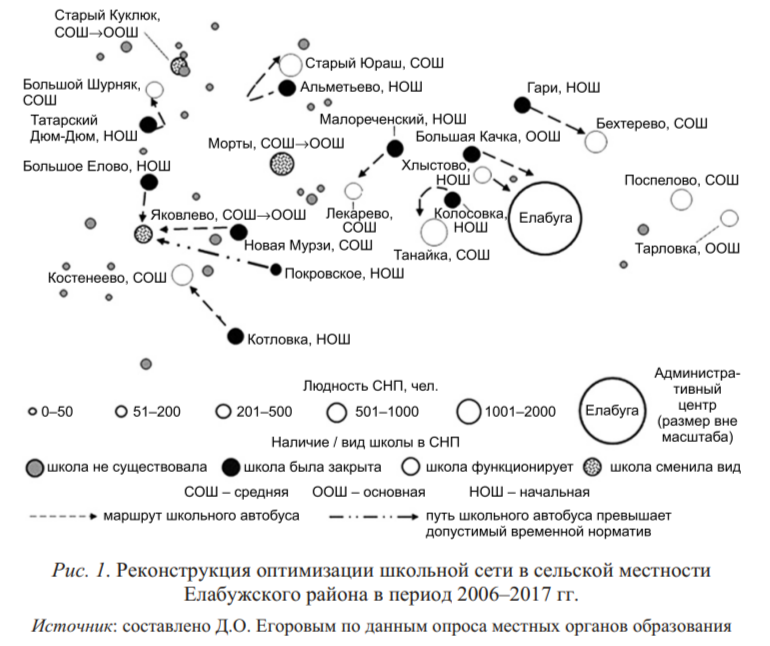 Старый Куклюк,
СОШ→ООШ
Старый Юраш, СОШ
Большой Шурняк,
СОШ
Альметьево, НОШ
Гари, НОШ
Татарский
Дюм-Дюм, НОШ
Малореченский, НОШ
Бехтерево, СОШ
Морты, СОШ→ООШ
Большая Качка, ООШ
Большое Елово, НОШ
Хлыстово,
НОШ
Поспелово, СОШ
Яковлево, СОШ→ООШ
Лекарево,
СОШ
Колосовка,
НОШ
Елабуга
Новая Мурзи, СОШ
Танайка, СОШ
Тарловка, ООШ
Костенеево, СОШ
Покровское, НОШ
Котловка, НОШ
Людность СНП, чел.
0–50
51–200
201–500
501–1000
1001–2000
Елабуга
Администра-
тивный
центр
(размер вне
масштаба)
Наличие / вид школы в СНП
школа не существовала
школа была закрыта
школа функционирует
школа сменила вид
СОШ – средняя ООШ – основная НОШ – начальная
маршрут школьного автобуса
путь школьного автобуса превышает
допустимый временной норматив
Рис. 1. Реконструкция оптимизации школьной сети в сельской местности
Елабужского района в период 2006–2017 гг.
Источник: составлено Д.О. Егоровым по данным опроса местных органов образования